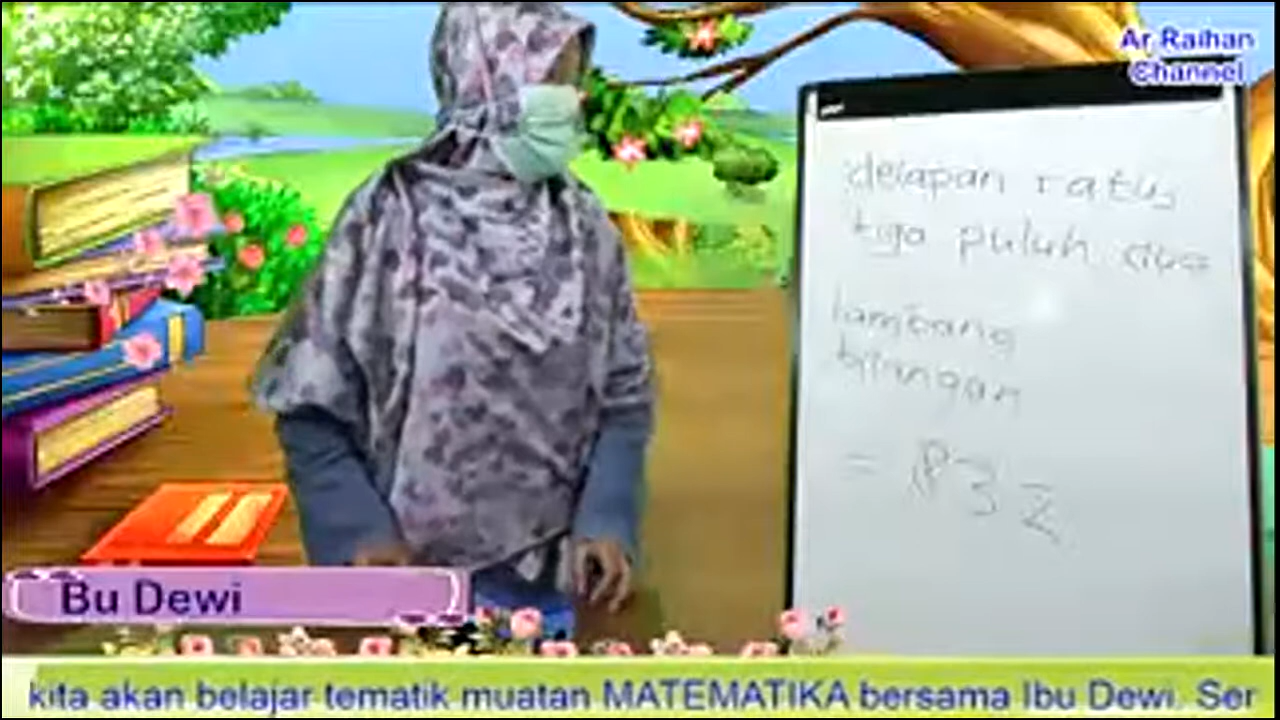 Ar Raihan
Channel
delapan ratus
tiga puluh dua
lambang
bilangan
= 832
Bu Dewi
kita akan belajar tematik muatan MATEMATIKA bersama Ibu Dewi. Ser